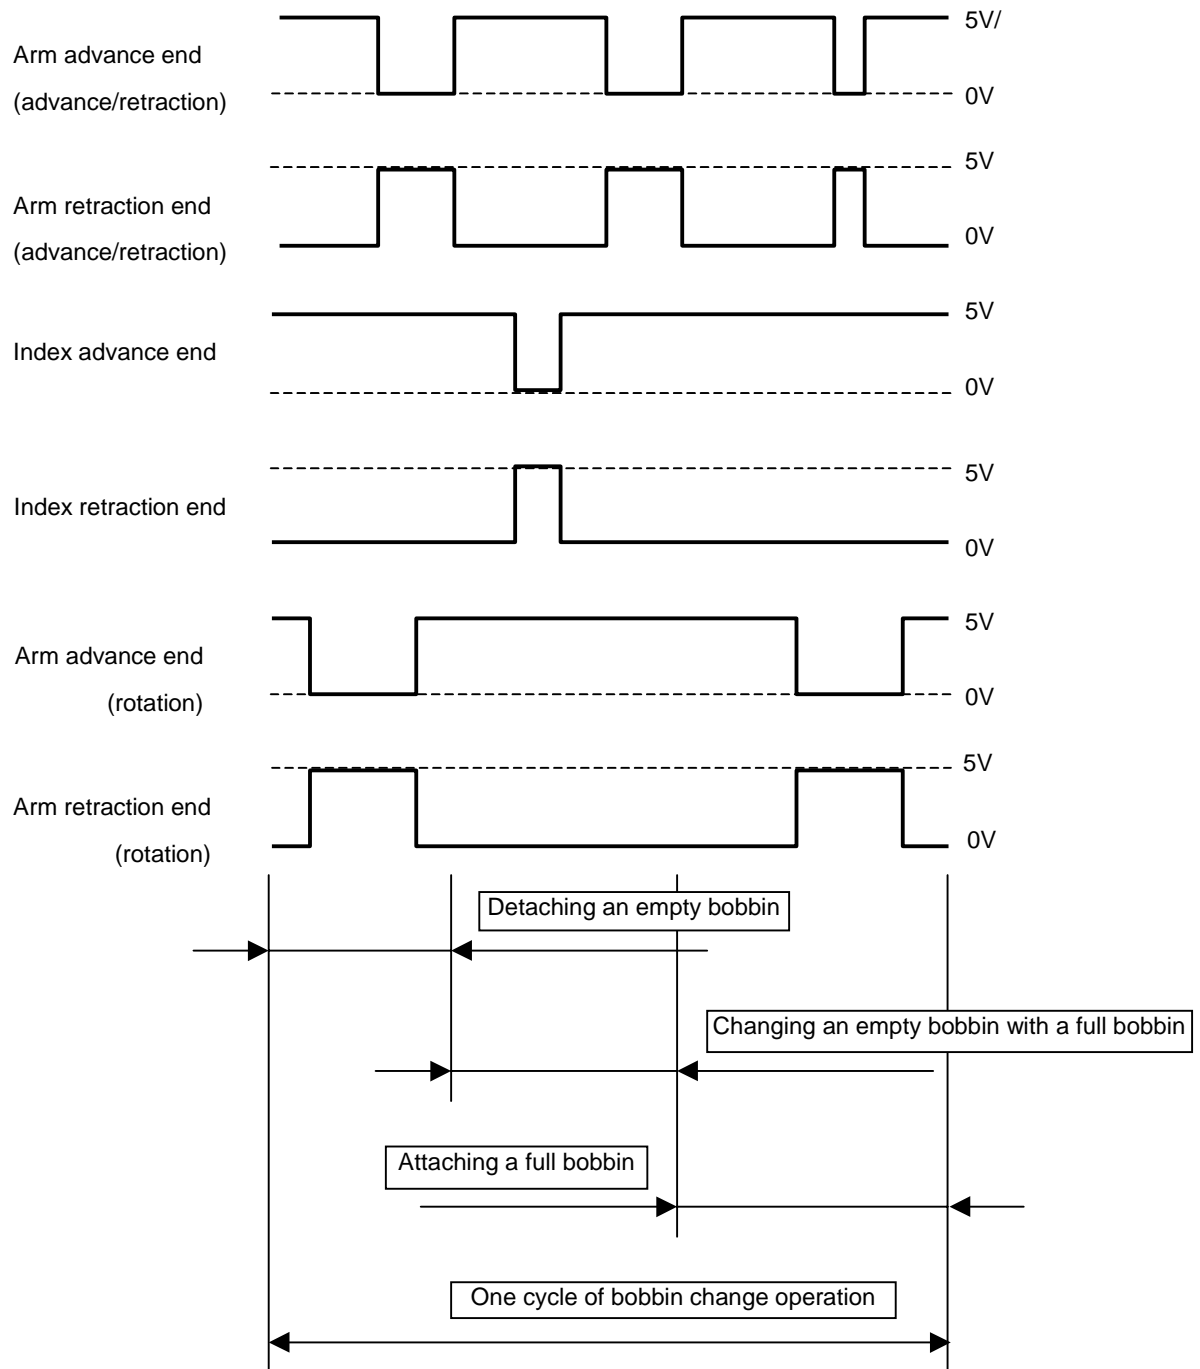 5V/
Arm advance end
(advance/retraction)
0V
5V
Arm retraction end
(advance/retraction)
0V
5V
Index advance end
0V
5V
Index retraction end
0V
5V
Arm advance end
(rotation)
0V
5V
Arm retraction end
(rotation)
0V
Detaching an empty bobbin
Changing an empty bobbin with a full bobbin
Attaching a full bobbin
One cycle of bobbin change operation